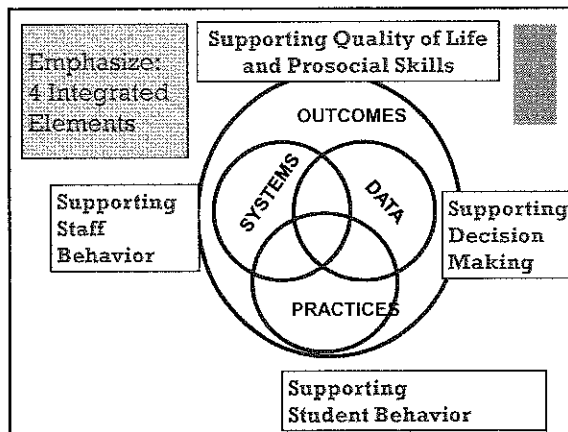 Emphasize:
4 Integrated
Elements
Supporting Quality of Life
and Prosocial Skills
OUTCOMES
SYSTEMS
DATA
Supporting
Staff
Behavior
Supporting
Decision
Making
PRACTICES
Supporting
Student Behavior